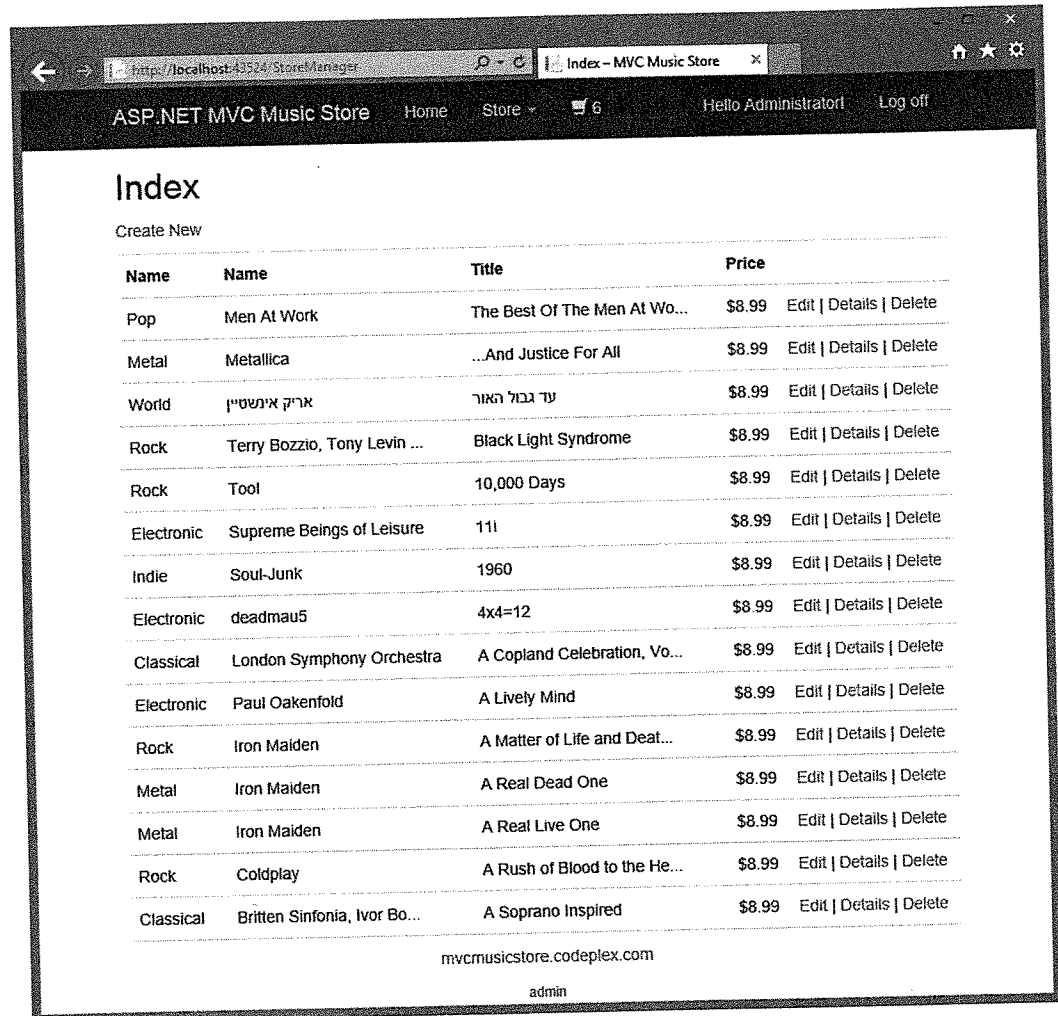 http://localhost:43524/StoreManager
Index – MVC Music Store
ASP.NET MVC Music Store Home Store 6 Hello Administrator! Log off
Index
Create New
Name Name Title Price
Pop Men At Work The Best Of The Men At Wo... $8.99 Edit | Details | Delete
Metal Metallica ...And Justice For All $8.99 Edit | Details | Delete
World אריק אינשטיין עד גבול האור $8.99 Edit | Details | Delete
Rock Terry Bozzio, Tony Levin ... Black Light Syndrome $8.99 Edit | Details | Delete
Rock Tool 10,000 Days $8.99 Edit | Details | Delete
Electronic Supreme Beings of Leisure 11i $8.99 Edit | Details | Delete
Indie Soul-Junk 1960 $8.99 Edit | Details | Delete
Electronic deadmau5 4x4=12 $8.99 Edit | Details | Delete
Classical London Symphony Orchestra A Copland Celebration, Vo... $8.99 Edit | Details | Delete
Electronic Paul Oakenfold A Lively Mind $8.99 Edit | Details | Delete
Rock Iron Maiden A Matter of Life and Deat... $8.99 Edit | Details | Delete
Metal Iron Maiden A Real Dead One $8.99 Edit | Details | Delete
Metal Iron Maiden A Real Live One $8.99 Edit | Details | Delete
Rock Coldplay A Rush of Blood to the He... $8.99 Edit | Details | Delete
Classical Britten Sinfonia, Ivor Bo... A Soprano Inspired $8.99 Edit | Details | Delete
mvcmusicstore.codeplex.com
admin